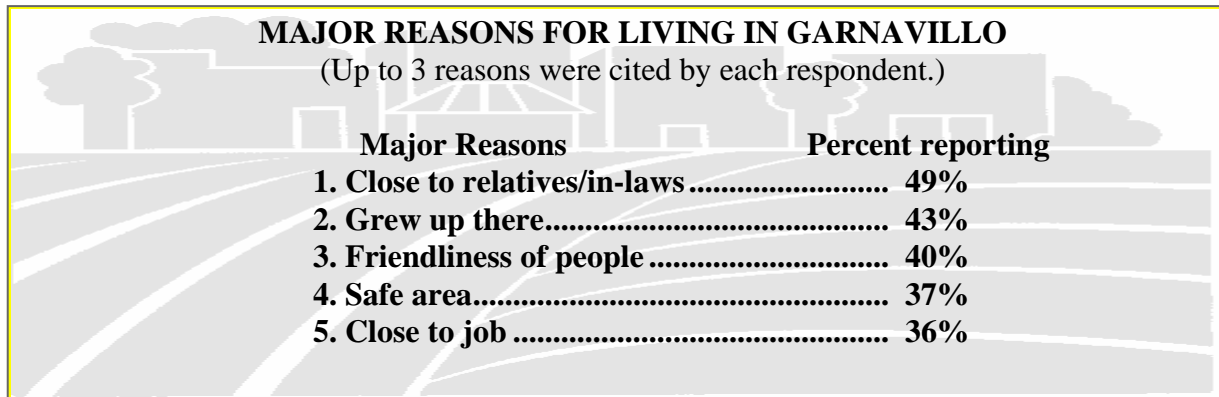 MAJOR REASONS FOR LIVING IN GARNAVILLO
(Up to 3 reasons were cited by each respondent.)
Major Reasons Percent reporting
1. Close to relatives/in-laws............................ 49%
2. Grew up there................................................ 43%
3. Friendliness of people................................. 40%
4. Safe area.......................................................... 37%
5. Close to job .................................................... 36%